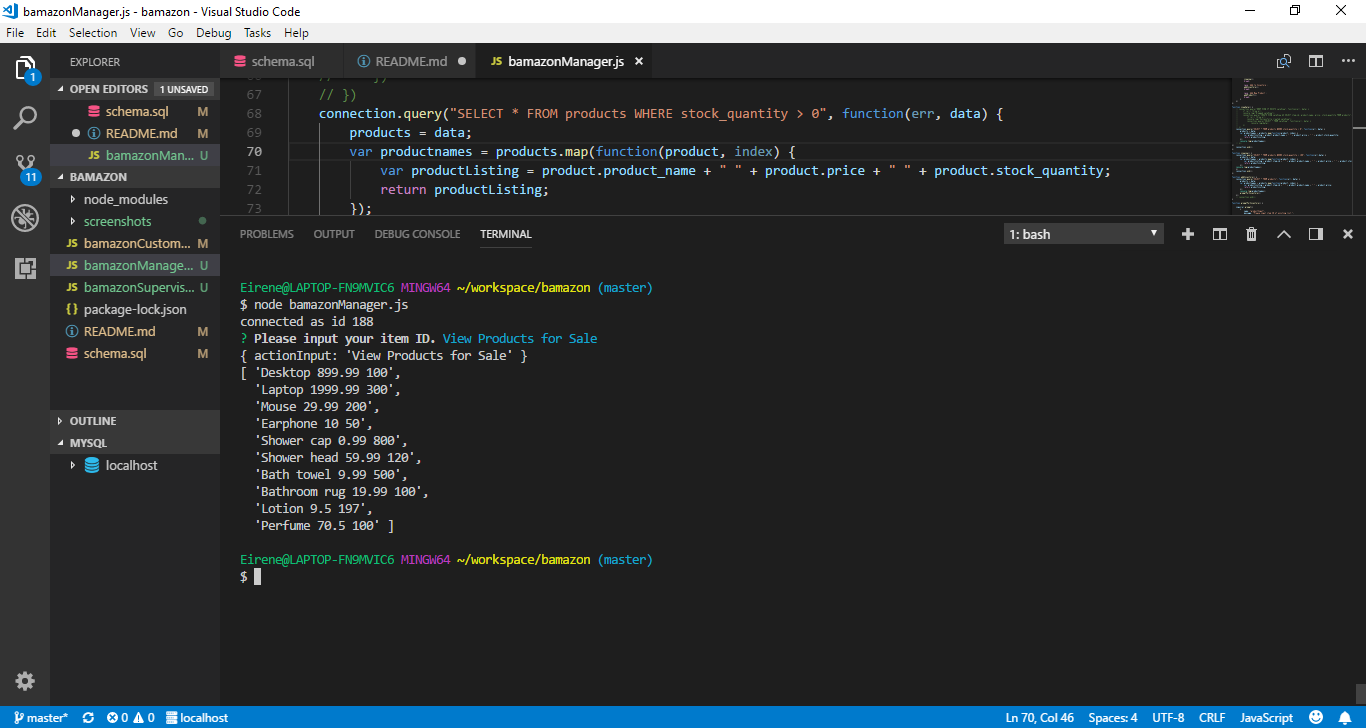 bamazonManager.js - bamazon - Visual Studio Code
File Edit Selection View Go Debug Tasks Help
1
11
EXPLORER
OPEN EDITORS 1 UNSAVED
schema.sql M
README.md M
JS bamazonMan... U
BAMAZON
node_modules
screenshots
JS bamazonCustom... M
JS bamazonManage... U
JS bamazonSupervis... U
{} package-lock.json
README.md M
schema.sql M
OUTLINE
MYSQL
localhost
schema.sql README.md JS bamazonManager.js
67 // })
68 connection.query("SELECT * FROM products WHERE stock_quantity > 0", function(err, data) {
69 products = data;
70 var productnames = products.map(function(product, index) {
71 var productListing = product.product_name + " " + product.price + " " + product.stock_quantity;
72 return productListing;
73 });
PROBLEMS OUTPUT DEBUG CONSOLE TERMINAL 1: bash
Eirene@LAPTOP-FN9MVIC6 MINGW64 ~/workspace/bamazon (master)
$ node bamazonManager.js
connected as id 188
? Please input your item ID. View Products for Sale
{ actionInput: 'View Products for Sale' }
[ 'Desktop 899.99 100',
'Laptop 1999.99 300',
'Mouse 29.99 200',
'Earphone 10 50',
'Shower cap 0.99 800',
'Shower head 59.99 120',
'Bath towel 9.99 500',
'Bathroom rug 19.99 100',
'Lotion 9.5 197',
'Perfume 70.5 100' ]
Eirene@LAPTOP-FN9MVIC6 MINGW64 ~/workspace/bamazon (master)
$
master* 0 0 localhost Ln 70, Col 46 Spaces: 4 UTF-8 CRLF JavaScript